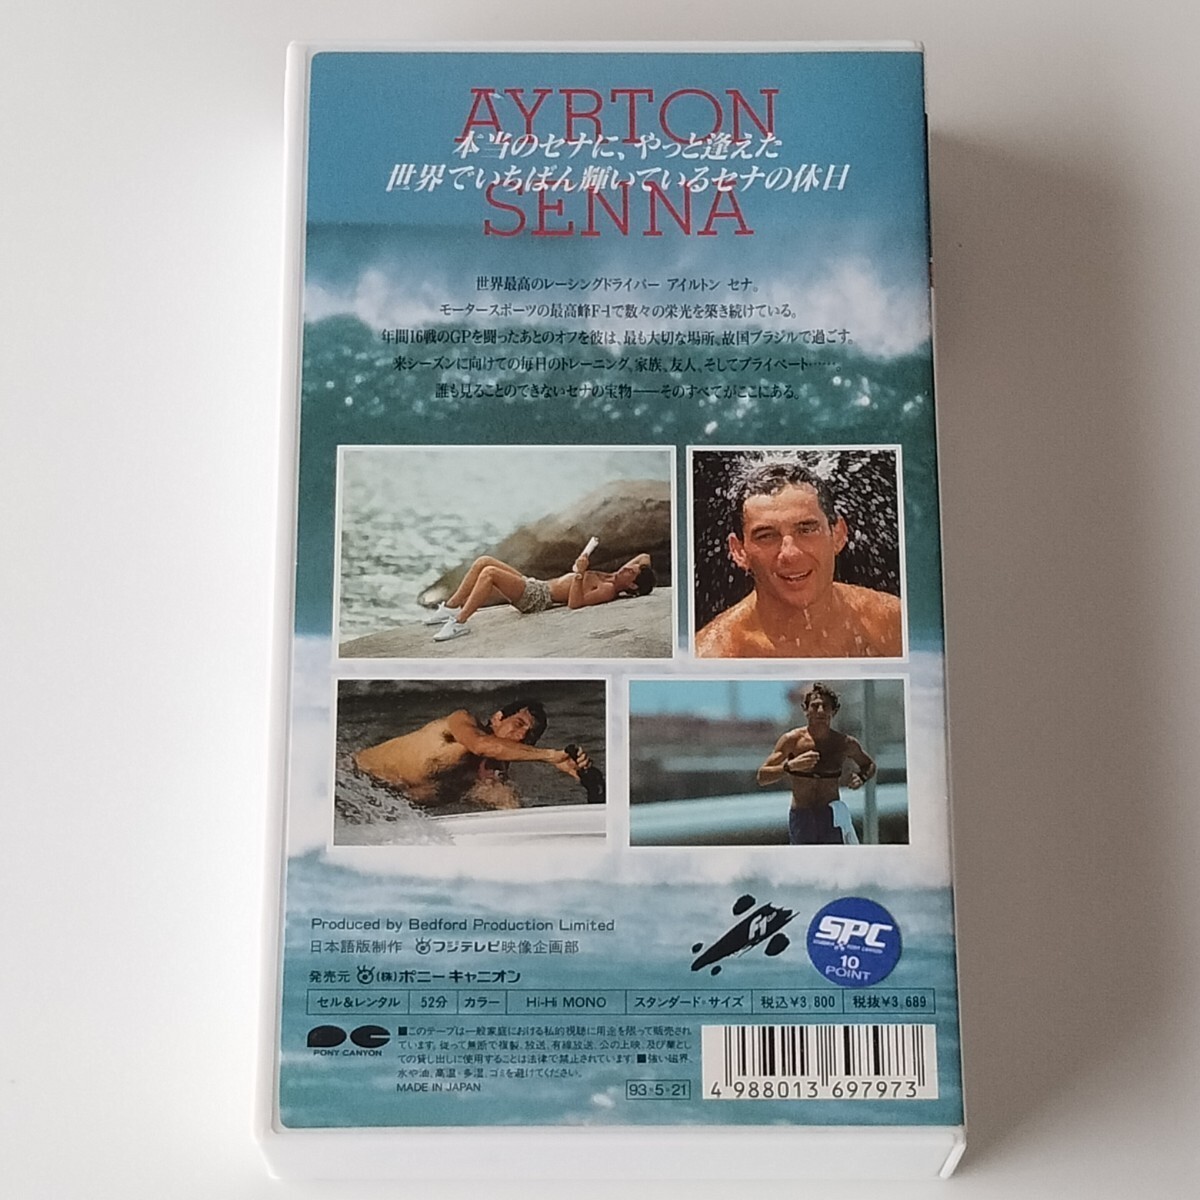 AYRTON
本当のセナに、やっと逢えた
世界でいちばん輝いているセナの休日
SENNA
世界最高のレーシングドライバー アイルトン セナ。
モータースポーツの最高峰F-1で数々の栄光を築き続けている。
年間16戦のGPを闘ったあとのオフを彼は、最も大切な場所、故国ブラジルで過ごす。
来シーズンに向けての毎日のトレーニング、家族、友人、そしてプライベート……。
誰も見ることのできないセナの宝物——そのすべてがここにある。
Produced by Bedford Production Limited
日本語版制作 フジテレビ映像企画部
発売元 (株)ポニーキャニオン
F1
SPC
PONY CANYON
10
POINT
セル&レンタル 52分 カラー Hi-Hi MONO スタンダード・サイズ 税込¥3,800 税抜¥3,689
PC
PONY CANYON
■このテープは一般家庭における私的視聴に用途を限って販売され
ています。従って無断で複製、放送、有線放送、公の上映、及び業とし
ての貸し出しに使用することは法律で禁止されています。■強い磁界、
水や油、高温・多湿、ゴミを避けてください。
MADE IN JAPAN
93・5・21
4 988013 697973